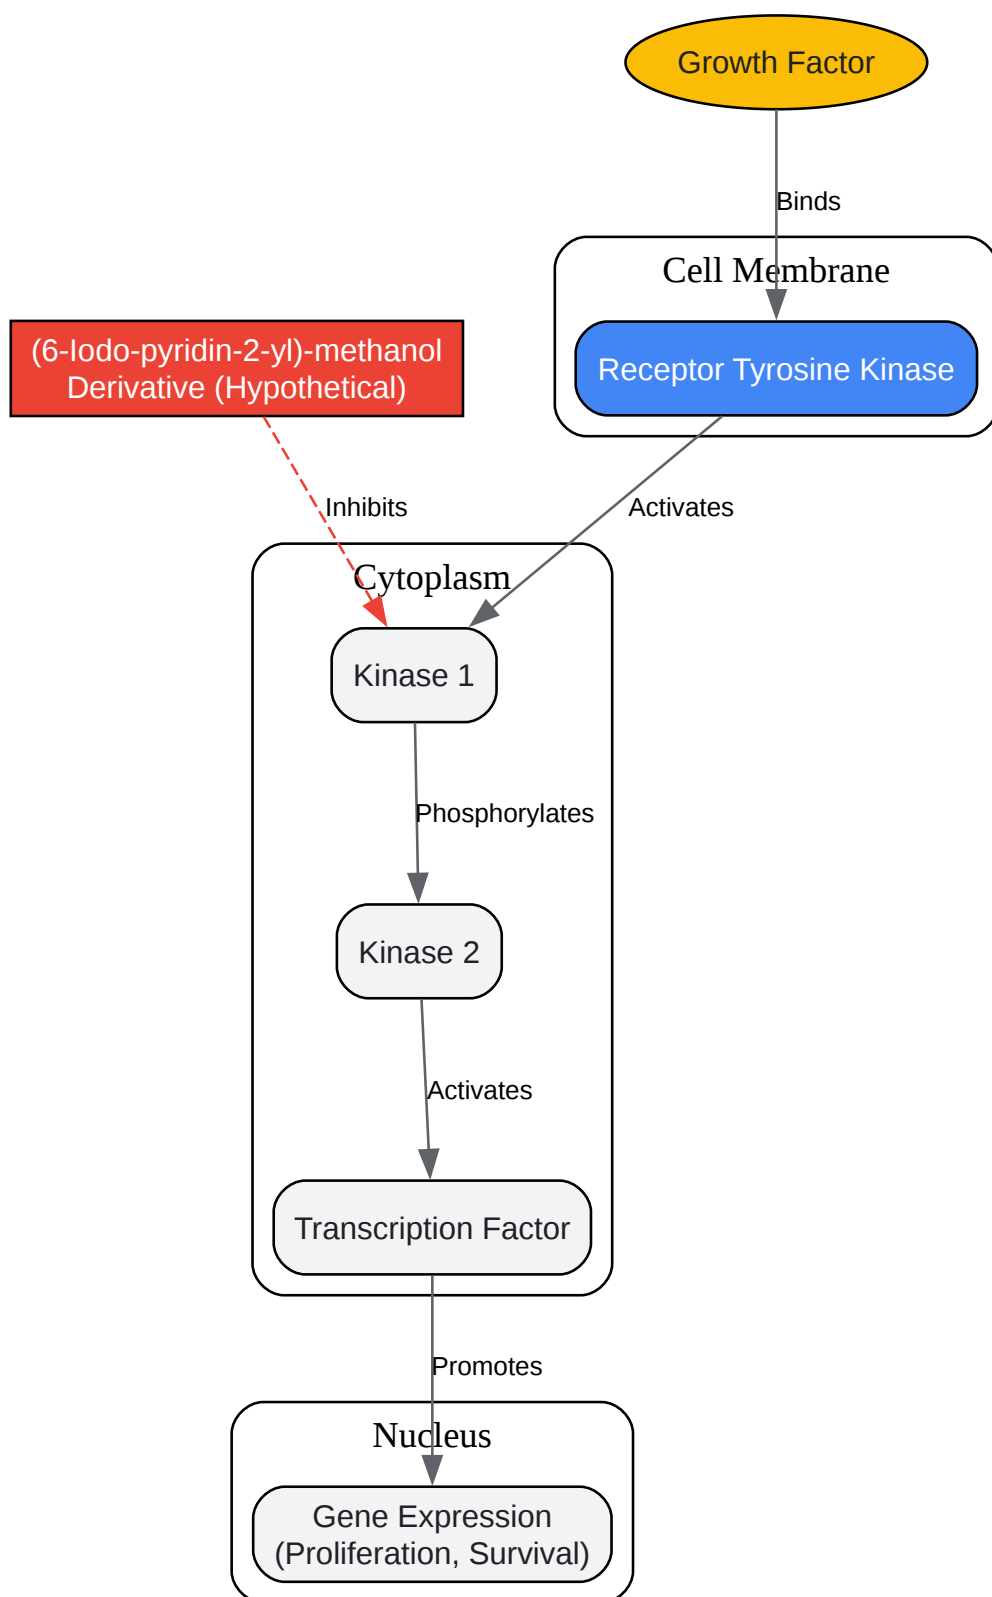 Growth Factor
Binds
Cell Membrane
Receptor Tyrosine Kinase
(6-Iodo-pyridin-2-yl)-methanol
Derivative (Hypothetical)
Inhibits
Activates
Cytoplasm
Kinase 1
Phosphorylates
Kinase 2
Activates
Transcription Factor
Promotes
Nucleus
Gene Expression
(Proliferation, Survival)